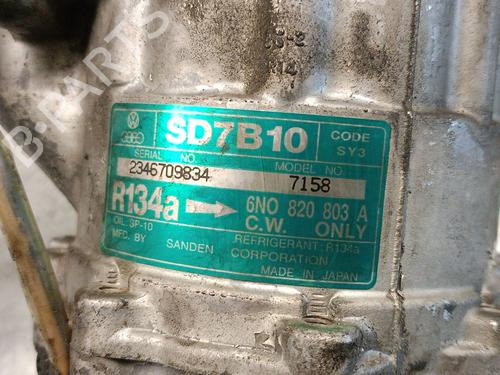 B-PARTS
SD7B10 CODE
SY3
SERIAL NO. MODEL NO.
2346709834 7158
R134a 6N0 820 803 A
C.W. ONLY
OIL:SP-10 REFRIGERANT:R134a
MFG.BY SANDEN CORPORATION
MADE IN JAPAN